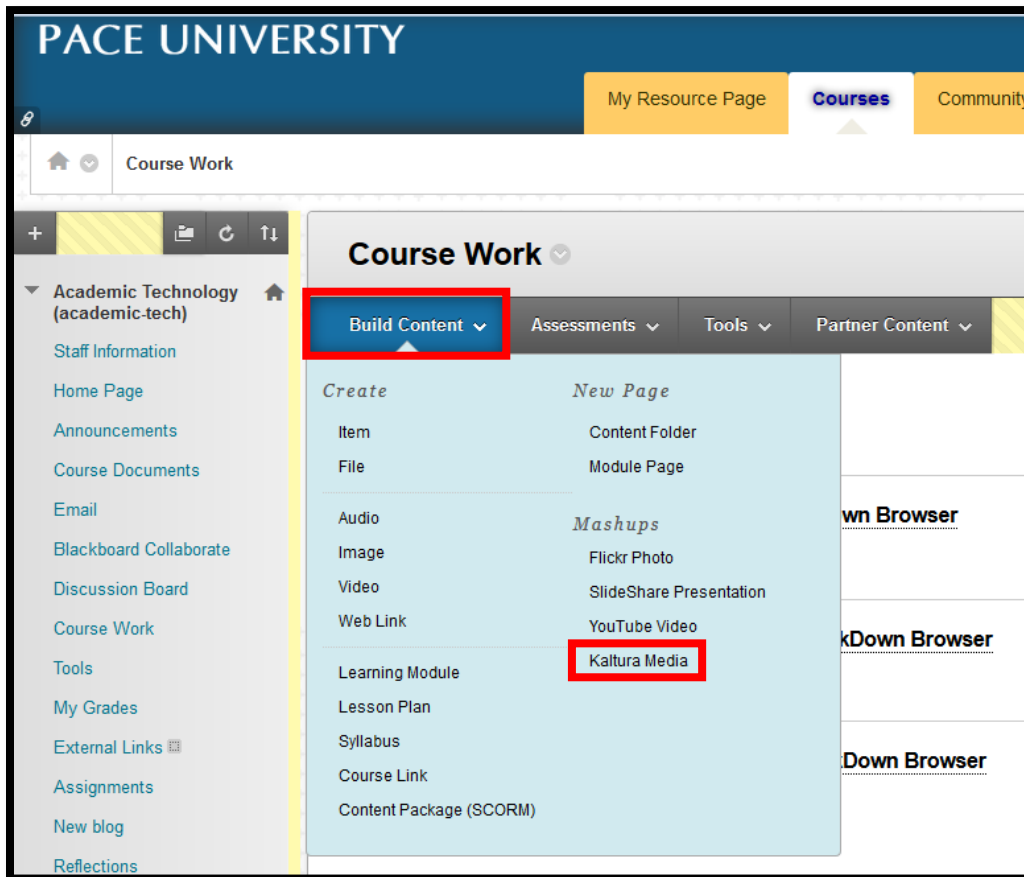 PACE UNIVERSITY
My Resource Page
Courses
Community
Course Work
Course Work
Academic Technology
(academic-tech)
Staff Information
Home Page
Announcements
Course Documents
Email
Blackboard Collaborate
Discussion Board
Course Work
Tools
My Grades
External Links
Assignments
New blog
Reflections
Build Content
Assessments
Tools
Partner Content
Create
Item
File
Audio
Image
Video
Web Link
Learning Module
Lesson Plan
Syllabus
Course Link
Content Package (SCORM)
New Page
Content Folder
Module Page
Mashups
Flickr Photo
SlideShare Presentation
YouTube Video
Kaltura Media
wn Browser
kDown Browser
Down Browser